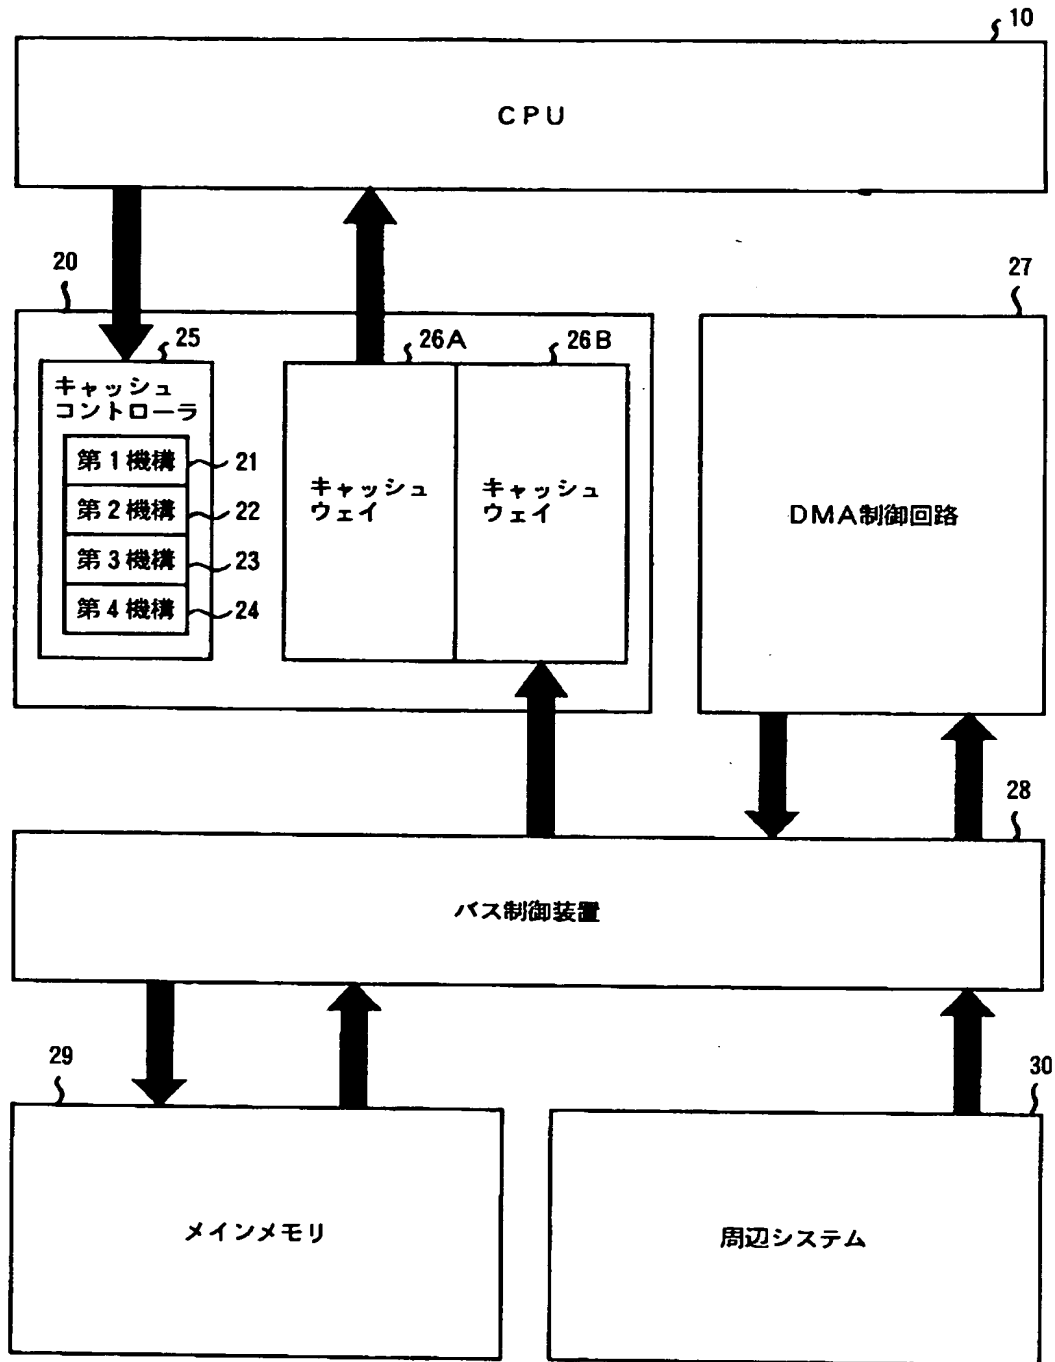 10
ＣＰＵ
20
27
25
26A
26B
キャッシュ
コントローラ
第１機構
21
第２機構
22
第３機構
23
第４機構
24
キャッシュ
ウェイ
キャッシュ
ウェイ
DMA制御回路
28
バス制御装置
29
30
メインメモリ
周辺システム